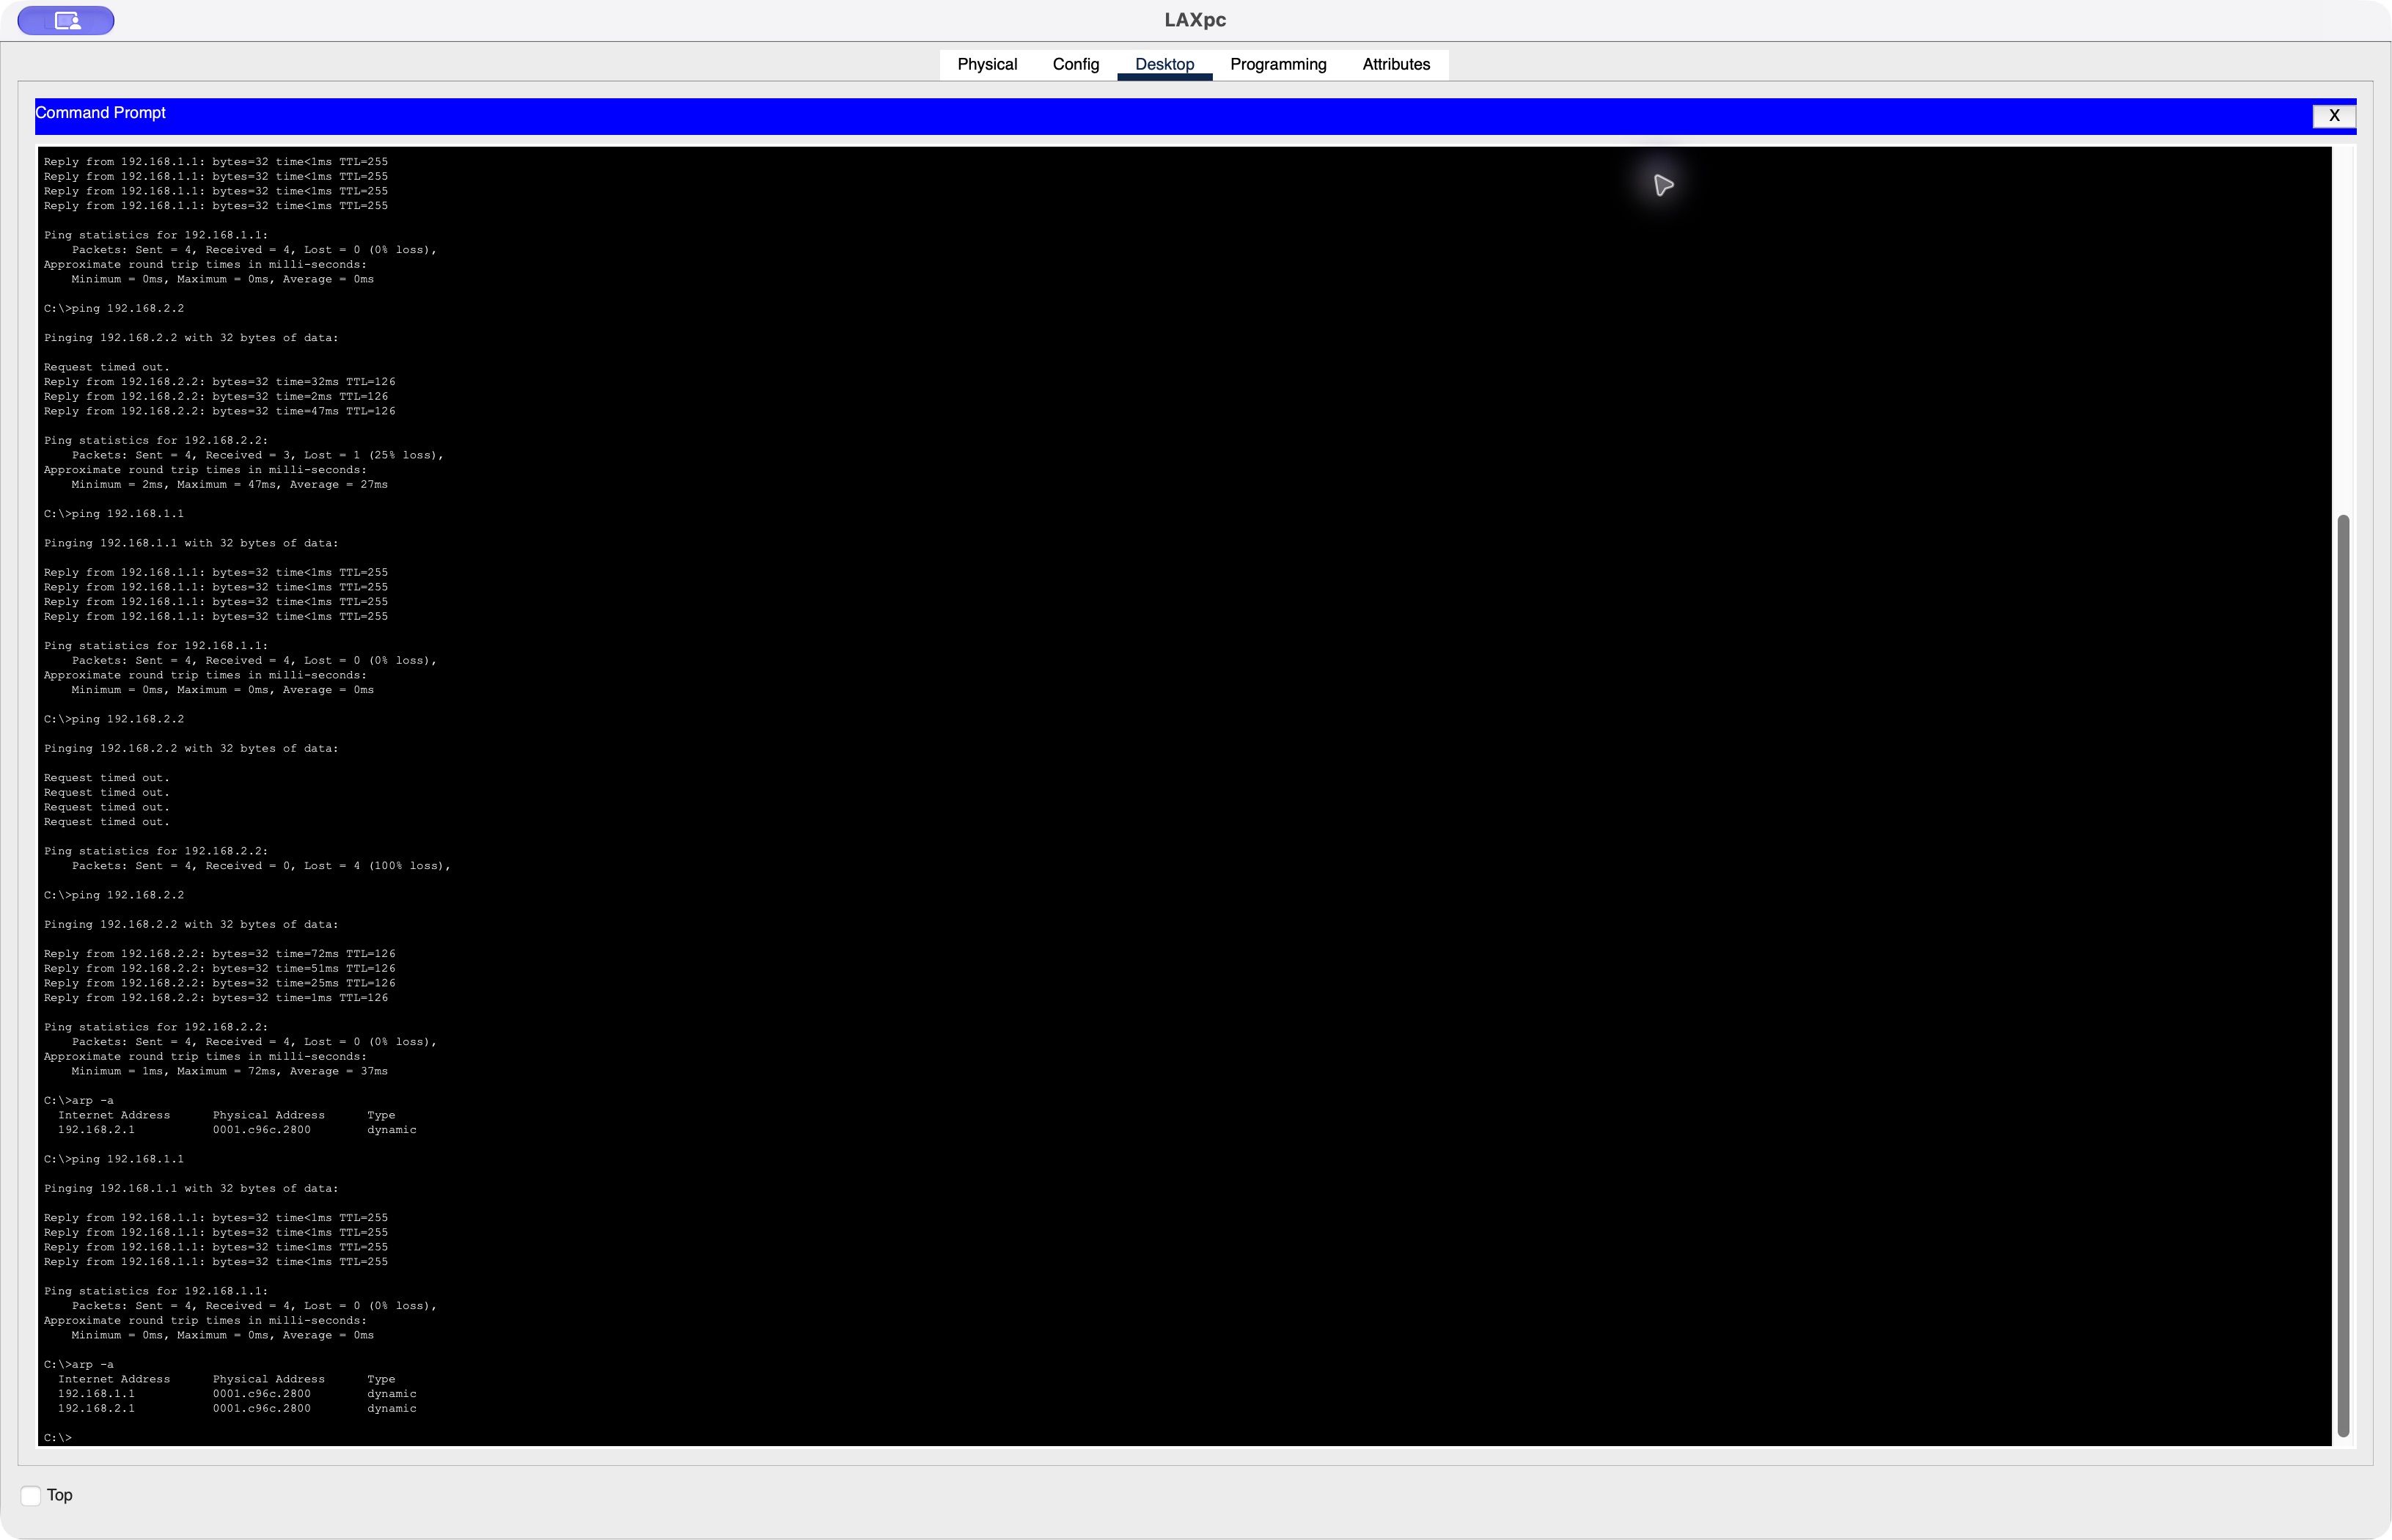 LAXpc
Physical Config Desktop Programming Attributes
Command Prompt X
Reply from 192.168.1.1: bytes=32 time<1ms TTL=255
Reply from 192.168.1.1: bytes=32 time<1ms TTL=255
Reply from 192.168.1.1: bytes=32 time<1ms TTL=255
Reply from 192.168.1.1: bytes=32 time<1ms TTL=255
Ping statistics for 192.168.1.1:
Packets: Sent = 4, Received = 4, Lost = 0 (0% loss),
Approximate round trip times in milli-seconds:
Minimum = 0ms, Maximum = 0ms, Average = 0ms
C:\>ping 192.168.2.2
Pinging 192.168.2.2 with 32 bytes of data:
Request timed out.
Reply from 192.168.2.2: bytes=32 time=32ms TTL=126
Reply from 192.168.2.2: bytes=32 time=2ms TTL=126
Reply from 192.168.2.2: bytes=32 time=47ms TTL=126
Ping statistics for 192.168.2.2:
Packets: Sent = 4, Received = 3, Lost = 1 (25% loss),
Approximate round trip times in milli-seconds:
Minimum = 2ms, Maximum = 47ms, Average = 27ms
C:\>ping 192.168.1.1
Pinging 192.168.1.1 with 32 bytes of data:
Reply from 192.168.1.1: bytes=32 time<1ms TTL=255
Reply from 192.168.1.1: bytes=32 time<1ms TTL=255
Reply from 192.168.1.1: bytes=32 time<1ms TTL=255
Reply from 192.168.1.1: bytes=32 time<1ms TTL=255
Ping statistics for 192.168.1.1:
Packets: Sent = 4, Received = 4, Lost = 0 (0% loss),
Approximate round trip times in milli-seconds:
Minimum = 0ms, Maximum = 0ms, Average = 0ms
C:\>ping 192.168.2.2
Pinging 192.168.2.2 with 32 bytes of data:
Request timed out.
Request timed out.
Request timed out.
Request timed out.
Ping statistics for 192.168.2.2:
Packets: Sent = 4, Received = 0, Lost = 4 (100% loss),
C:\>ping 192.168.2.2
Pinging 192.168.2.2 with 32 bytes of data:
Reply from 192.168.2.2: bytes=32 time=72ms TTL=126
Reply from 192.168.2.2: bytes=32 time=51ms TTL=126
Reply from 192.168.2.2: bytes=32 time=25ms TTL=126
Reply from 192.168.2.2: bytes=32 time=1ms TTL=126
Ping statistics for 192.168.2.2:
Packets: Sent = 4, Received = 4, Lost = 0 (0% loss),
Approximate round trip times in milli-seconds:
Minimum = 1ms, Maximum = 72ms, Average = 37ms
C:\>arp -a
Internet Address Physical Address Type
192.168.2.1 0001.c96c.2800 dynamic
C:\>ping 192.168.1.1
Pinging 192.168.1.1 with 32 bytes of data:
Reply from 192.168.1.1: bytes=32 time<1ms TTL=255
Reply from 192.168.1.1: bytes=32 time<1ms TTL=255
Reply from 192.168.1.1: bytes=32 time<1ms TTL=255
Reply from 192.168.1.1: bytes=32 time<1ms TTL=255
Ping statistics for 192.168.1.1:
Packets: Sent = 4, Received = 4, Lost = 0 (0% loss),
Approximate round trip times in milli-seconds:
Minimum = 0ms, Maximum = 0ms, Average = 0ms
C:\>arp -a
Internet Address Physical Address Type
192.168.1.1 0001.c96c.2800 dynamic
192.168.2.1 0001.c96c.2800 dynamic
C:\>
Top